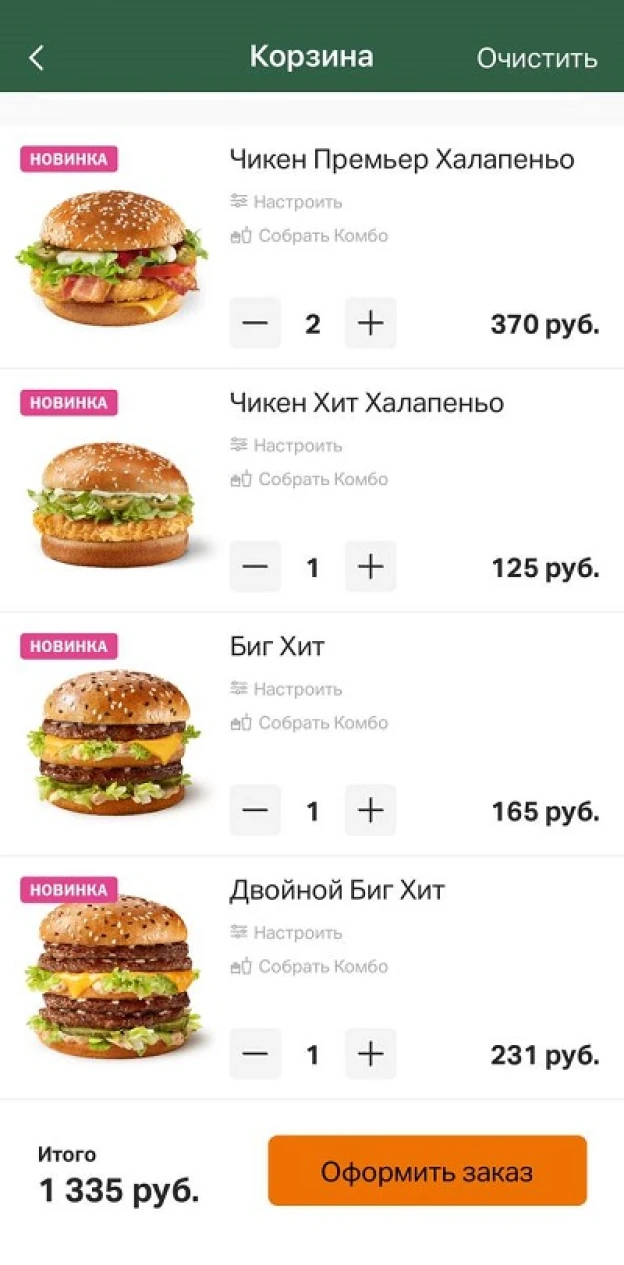 Корзина
Очистить
НОВИНКА
Чикен Премьер Халапеньо
Настроить
Собрать Комбо
2
370 руб.
НОВИНКА
Чикен Хит Халапеньо
Настроить
Собрать Комбо
1
125 руб.
НОВИНКА
Биг Хит
Настроить
Собрать Комбо
1
165 руб.
НОВИНКА
Двойной Биг Хит
Настроить
Собрать Комбо
1
231 руб.
Итого
1 335 руб.
Оформить заказ